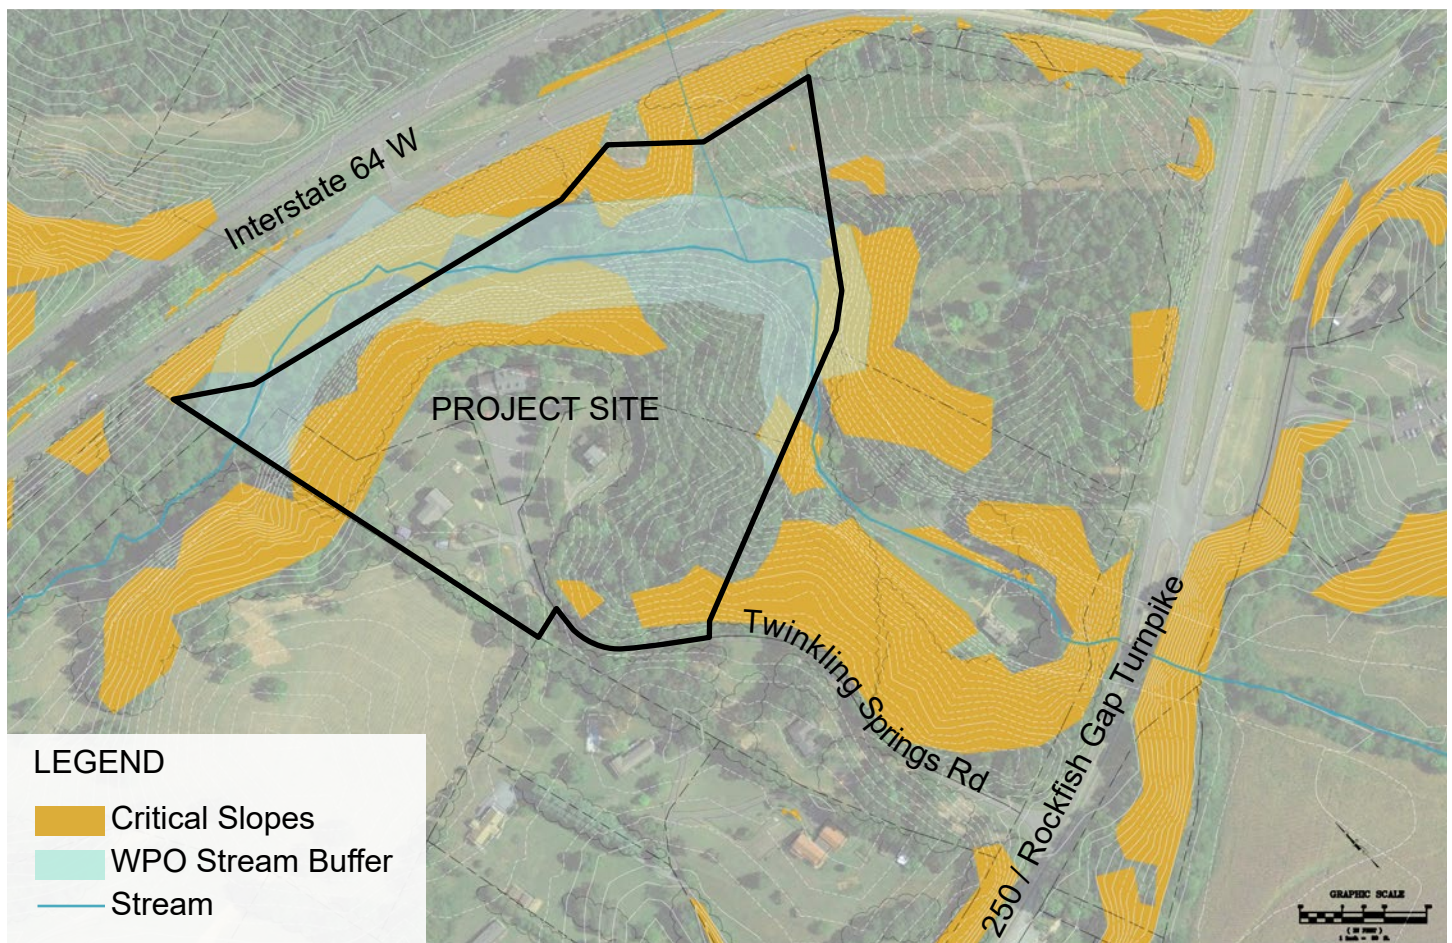 Interstate 64 W
PROJECT SITE
Twinkling Springs Rd
250 / Rockfish Gap Turnpike
LEGEND
Critical Slopes
WPO Stream Buffer
Stream
GRAPHIC SCALE